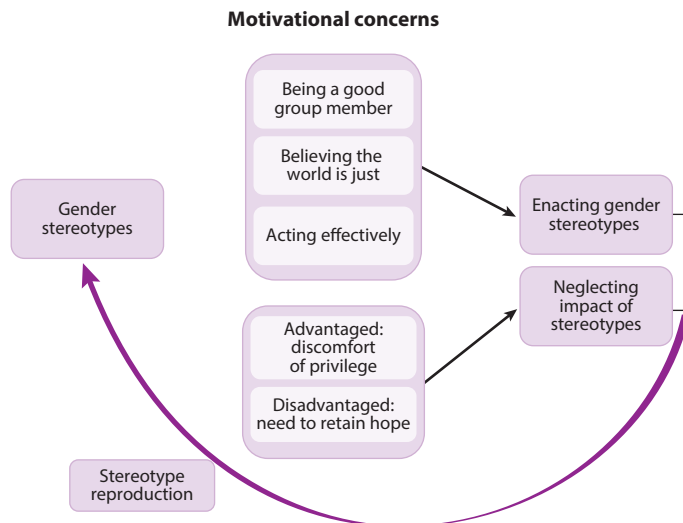 Motivational concerns
Being a good
group member
Believing the
world is just
Acting effectively
Gender
stereotypes
Enacting gender
stereotypes
Neglecting
impact of
stereotypes
Advantaged:
discomfort
of privilege
Disadvantaged:
need to retain hope
Stereotype
reproduction